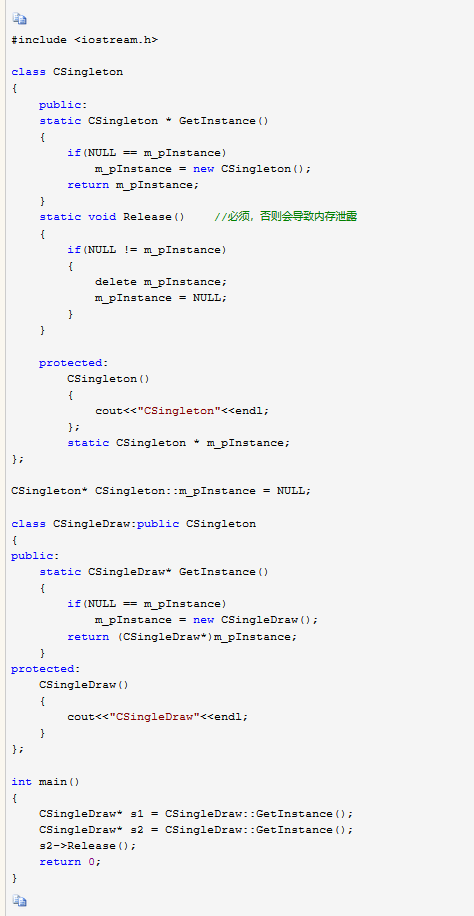 #include <iostream.h>
class CSingleton
{
public:
static CSingleton * GetInstance()
{
if(NULL == m_pInstance)
m_pInstance = new CSingleton();
return m_pInstance;
}
static void Release()    //必须，否则会导致内存泄露
{
if(NULL != m_pInstance)
{
delete m_pInstance;
m_pInstance = NULL;
}
}
protected:
CSingleton()
{
cout<<"CSingleton"<<endl;
};
static CSingleton * m_pInstance;
};
CSingleton* CSingleton::m_pInstance = NULL;
class CSingleDraw:public CSingleton
{
public:
static CSingleDraw* GetInstance()
{
if(NULL == m_pInstance)
m_pInstance = new CSingleDraw();
return (CSingleDraw*)m_pInstance;
}
protected:
CSingleDraw()
{
cout<<"CSingleDraw"<<endl;
}
};
int main()
{
CSingleDraw* s1 = CSingleDraw::GetInstance();
CSingleDraw* s2 = CSingleDraw::GetInstance();
s2->Release();
return 0;
}